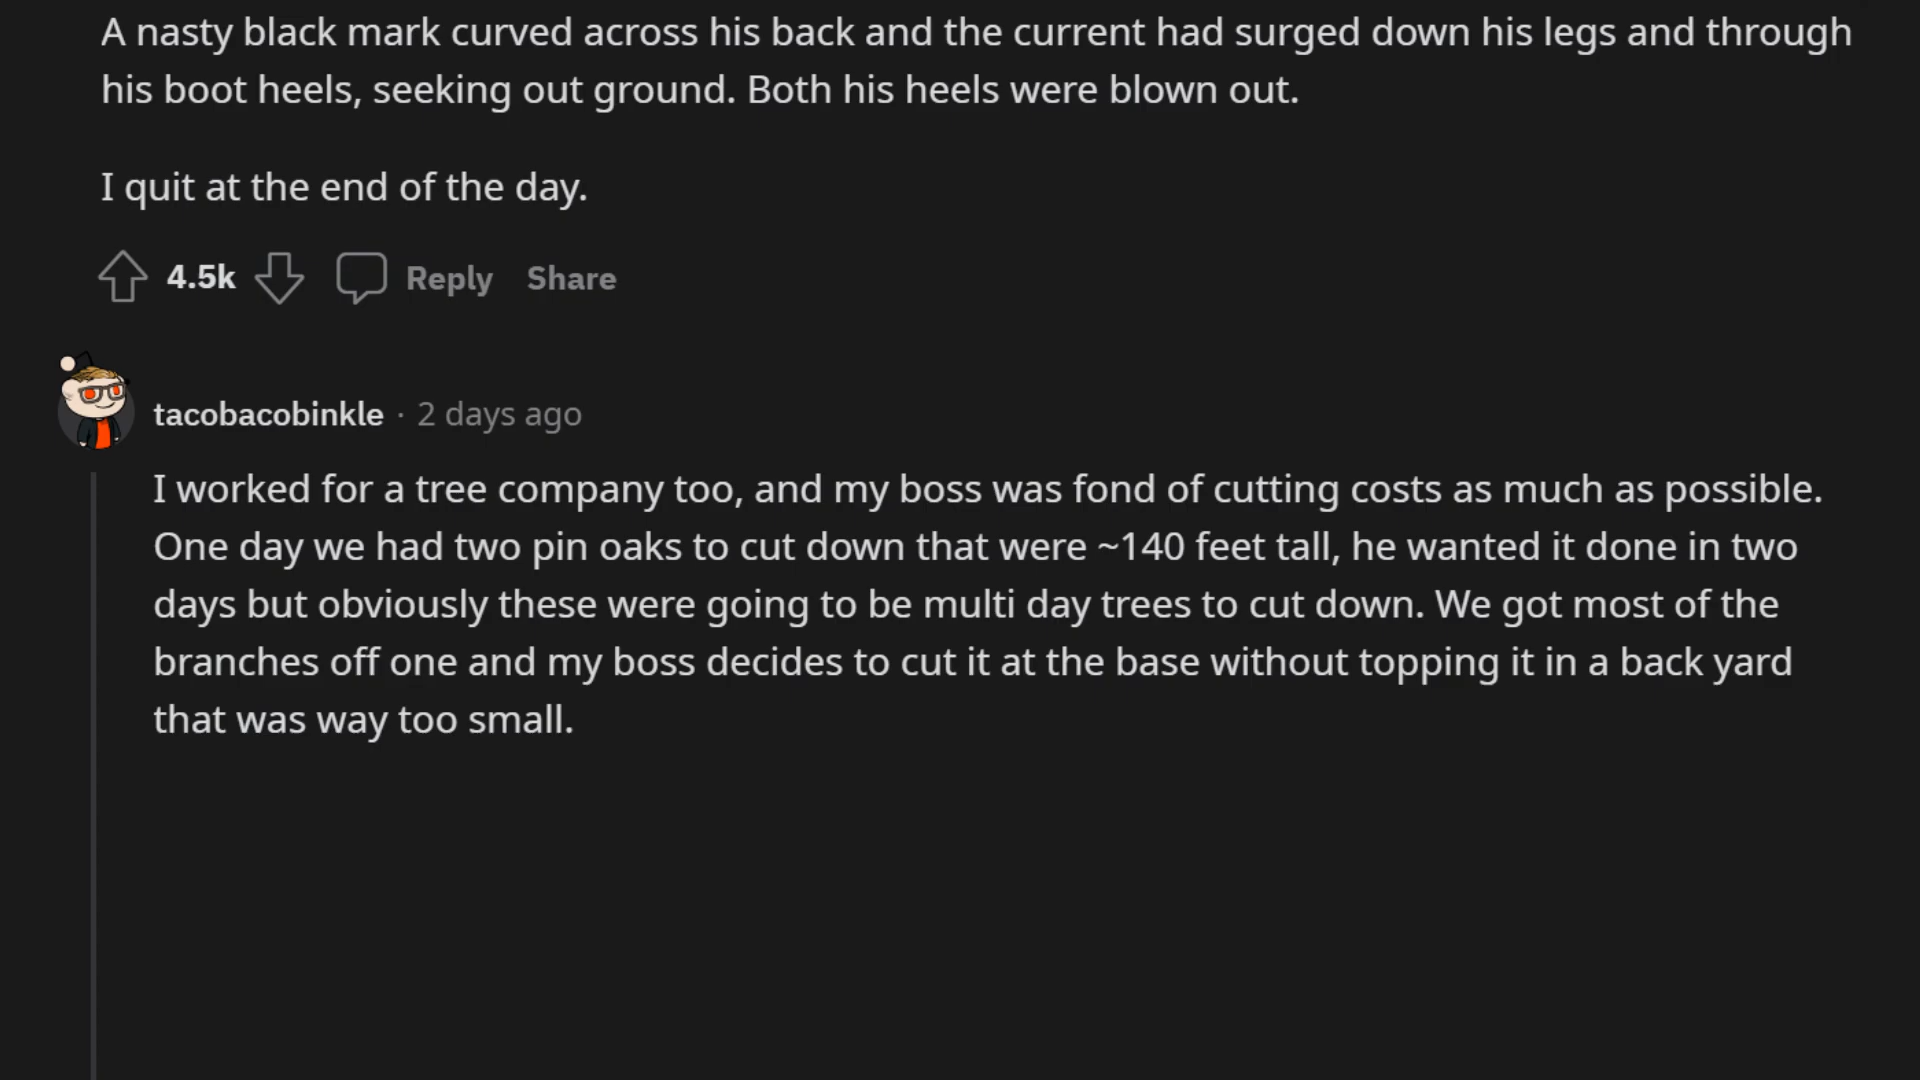 A nasty black mark curved across his back and the current had surged down his legs and through
his boot heels, seeking out ground. Both his heels were blown out.
I quit at the end of the day.
4.5k Reply Share
tacobacobinkle · 2 days ago
I worked for a tree company too, and my boss was fond of cutting costs as much as possible.
One day we had two pin oaks to cut down that were ~140 feet tall, he wanted it done in two
days but obviously these were going to be multi day trees to cut down. We got most of the
branches off one and my boss decides to cut it at the base without topping it in a back yard
that was way too small.